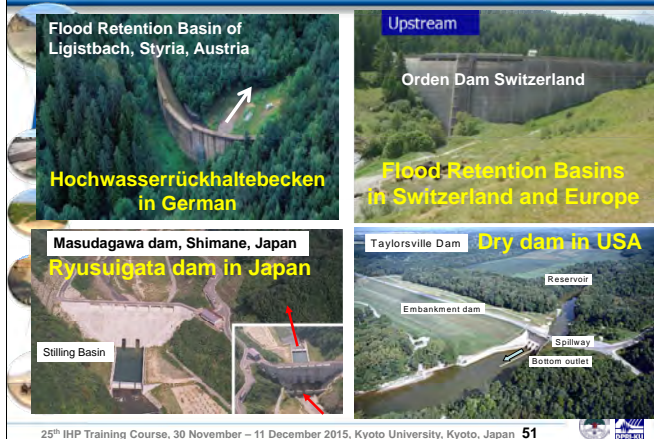 Flood Retention Basin of
Ligistbach, Styria, Austria
Hochwasserrückhaltebecken
in German
Upstream
Orden Dam Switzerland
Flood Retention Basins
in Switzerland and Europe
Masudagawa dam, Shimane, Japan
Ryusuigata dam in Japan
Stilling Basin
Taylorsville Dam
Dry dam in USA
Reservoir
Embankment dam
Spillway
Bottom outlet
25th IHP Training Course, 30 November – 11 December 2015, Kyoto University, Kyoto, Japan 51
DPRI-KU